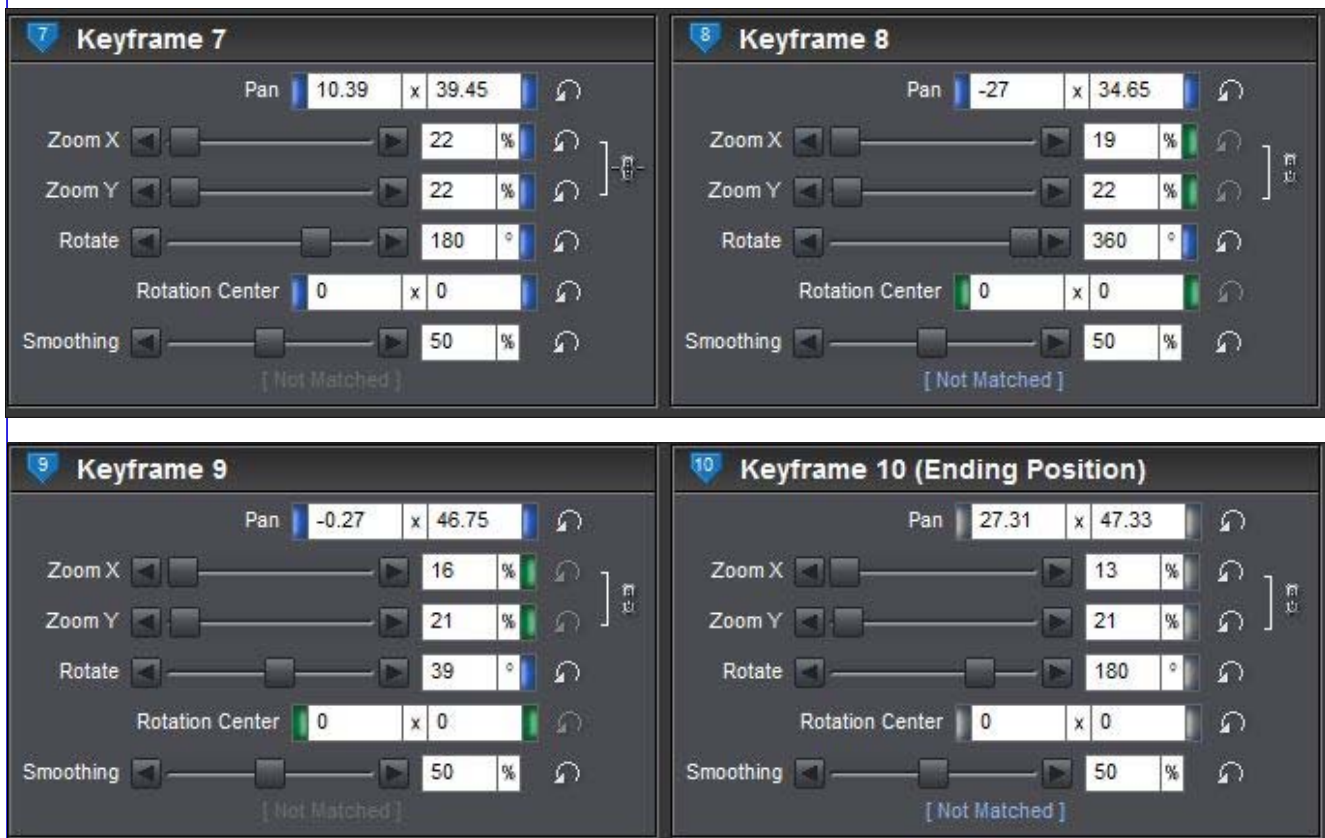 7 Keyframe 7
Pan 10.39 x 39.45
Zoom X 22 %
Zoom Y 22 %
Rotate 180 °
Rotation Center 0 x 0
Smoothing 50 %
[ Not Matched ]
8 Keyframe 8
Pan -27 x 34.65
Zoom X 19 %
Zoom Y 22 %
Rotate 360 °
Rotation Center 0 x 0
Smoothing 50 %
[ Not Matched ]
9 Keyframe 9
Pan -0.27 x 46.75
Zoom X 16 %
Zoom Y 21 %
Rotate 39 °
Rotation Center 0 x 0
Smoothing 50 %
[ Not Matched ]
10 Keyframe 10 (Ending Position)
Pan 27.31 x 47.33
Zoom X 13 %
Zoom Y 21 %
Rotate 180 °
Rotation Center 0 x 0
Smoothing 50 %
[ Not Matched ]